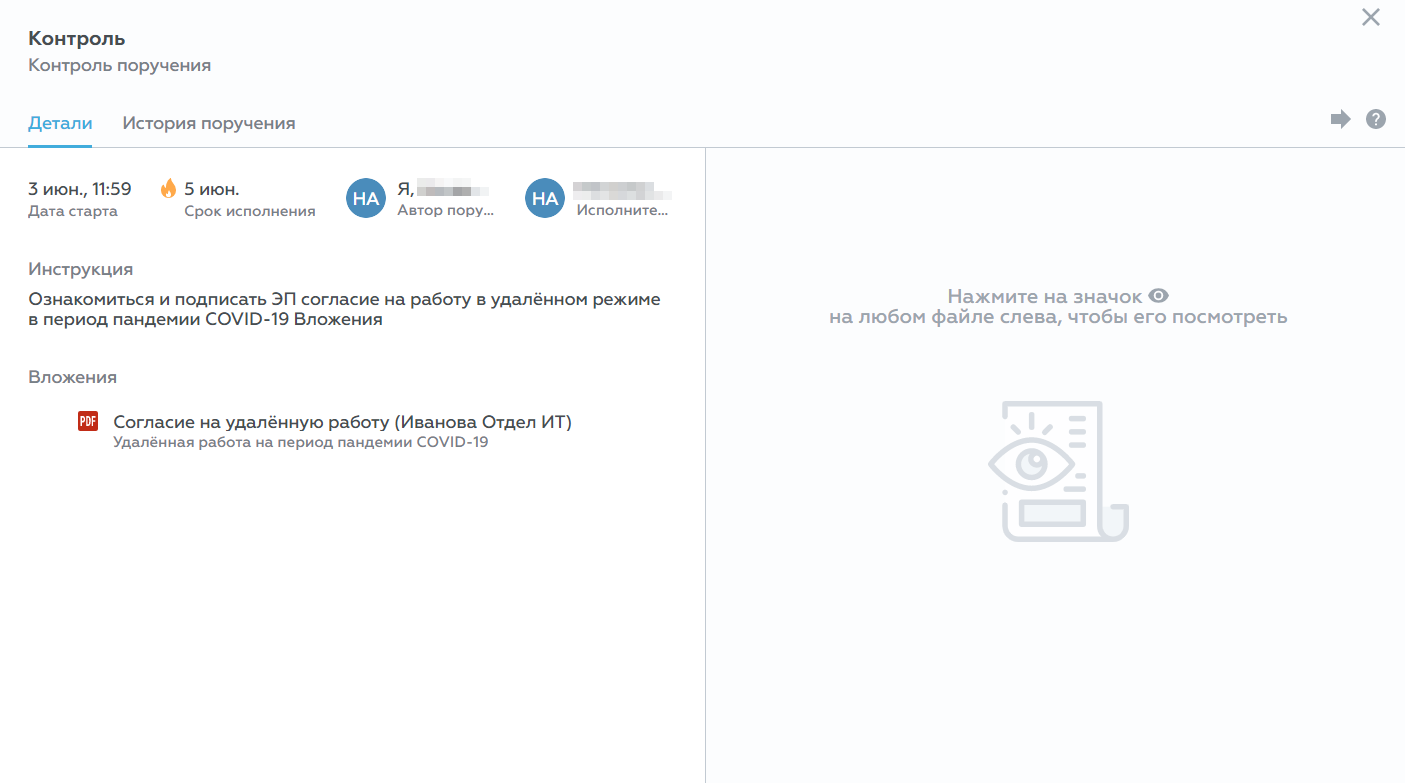 Контроль
Контроль поручения
Детали
История поручения
?
3 июн., 11:59
Дата старта
5 июн.
Срок исполнения
НА
Я,
Автор пору...
НА
Исполните...
Инструкция
Ознакомиться и подписать ЭП согласие на работу в удалённом режиме
в период пандемии COVID-19 Вложения
Вложения
PDF
Согласие на удалённую работу (Иванова Отдел ИТ)
Удалённая работа на период пандемии COVID-19
Нажмите на значок
на любом файле слева, чтобы его посмотреть